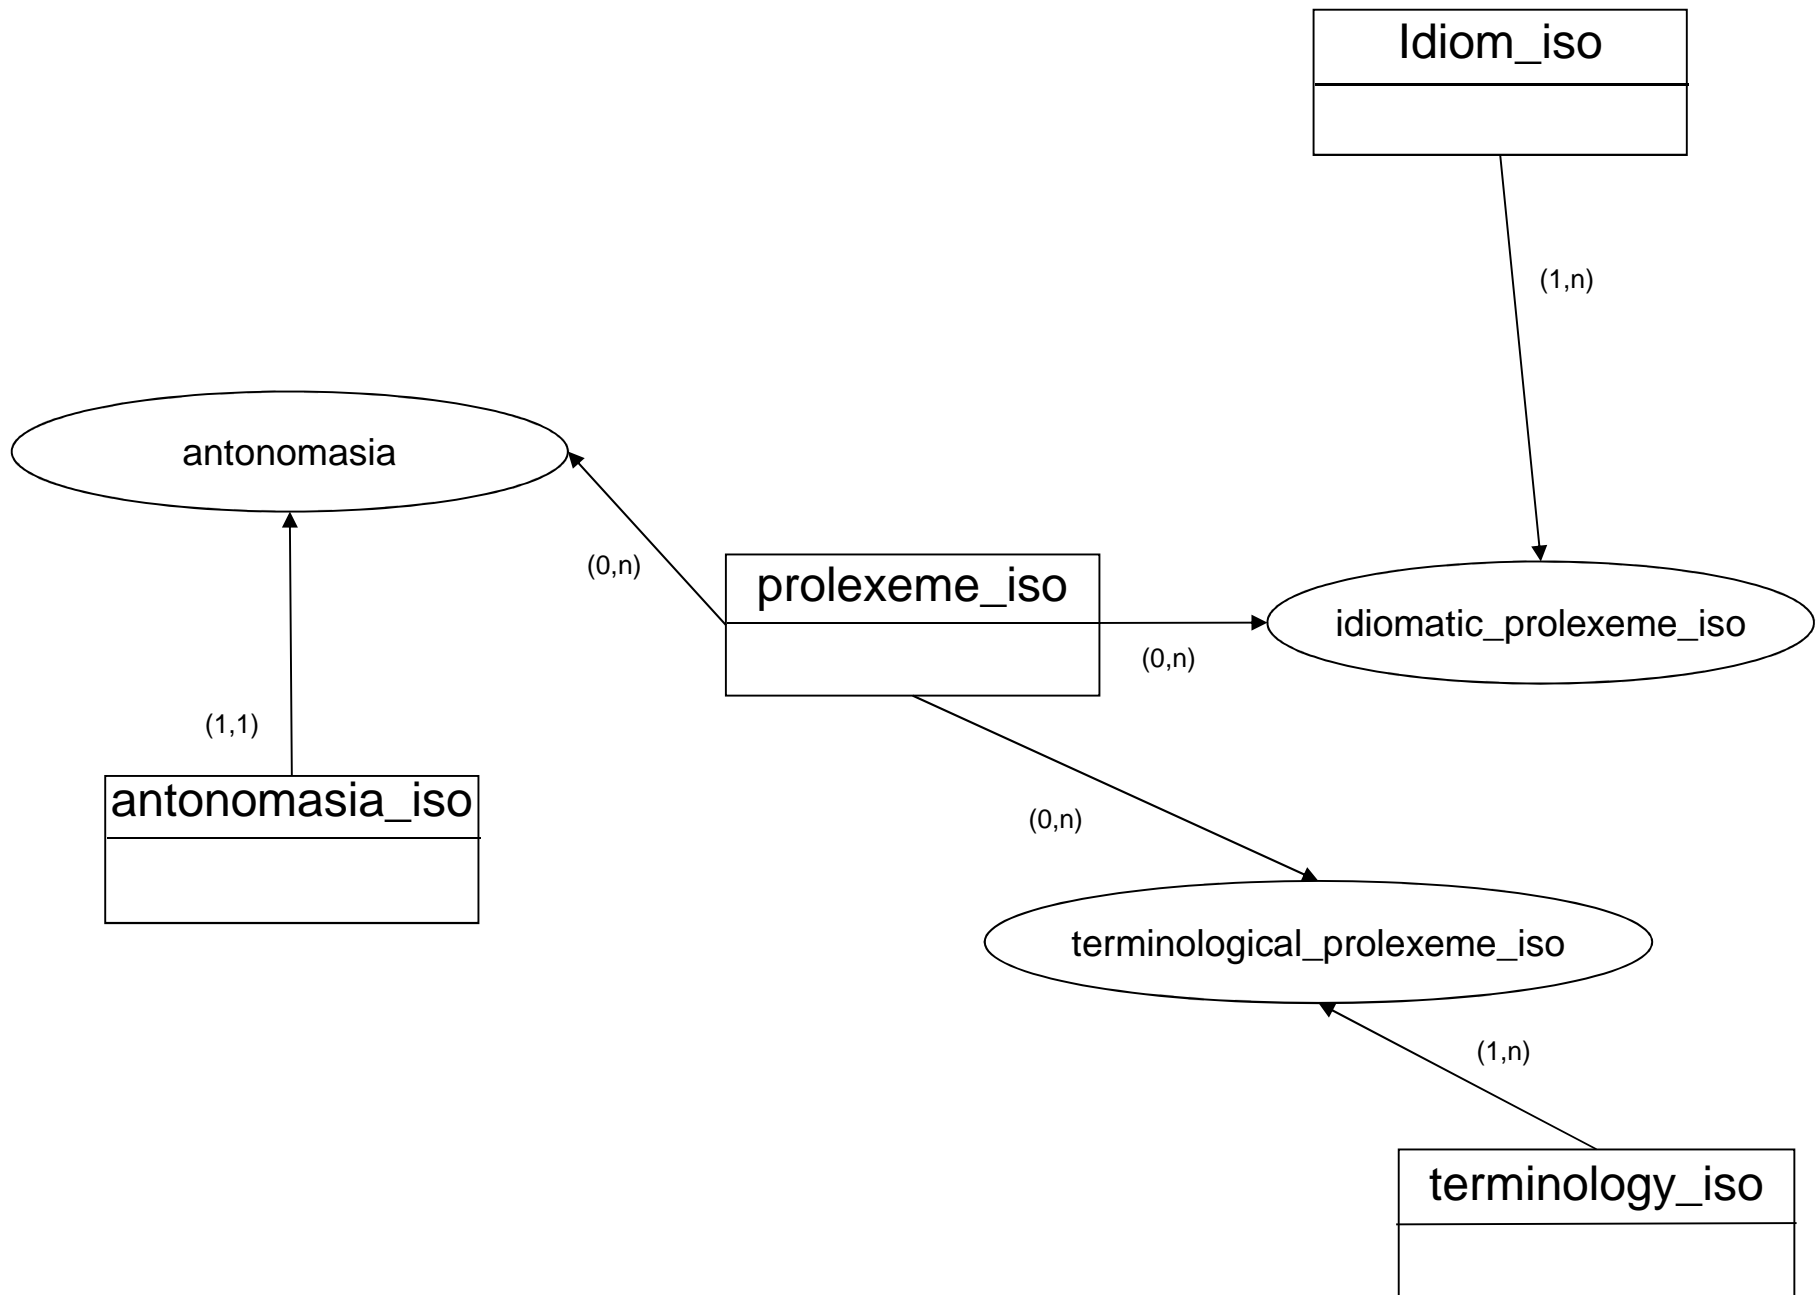 Idiom_iso
(1,n)
antonomasia
(0,n)
prolexeme_iso
idiomatic_prolexeme_iso
(0,n)
(1,1)
antonomasia_iso
(0,n)
terminological_prolexeme_iso
(1,n)
terminology_iso